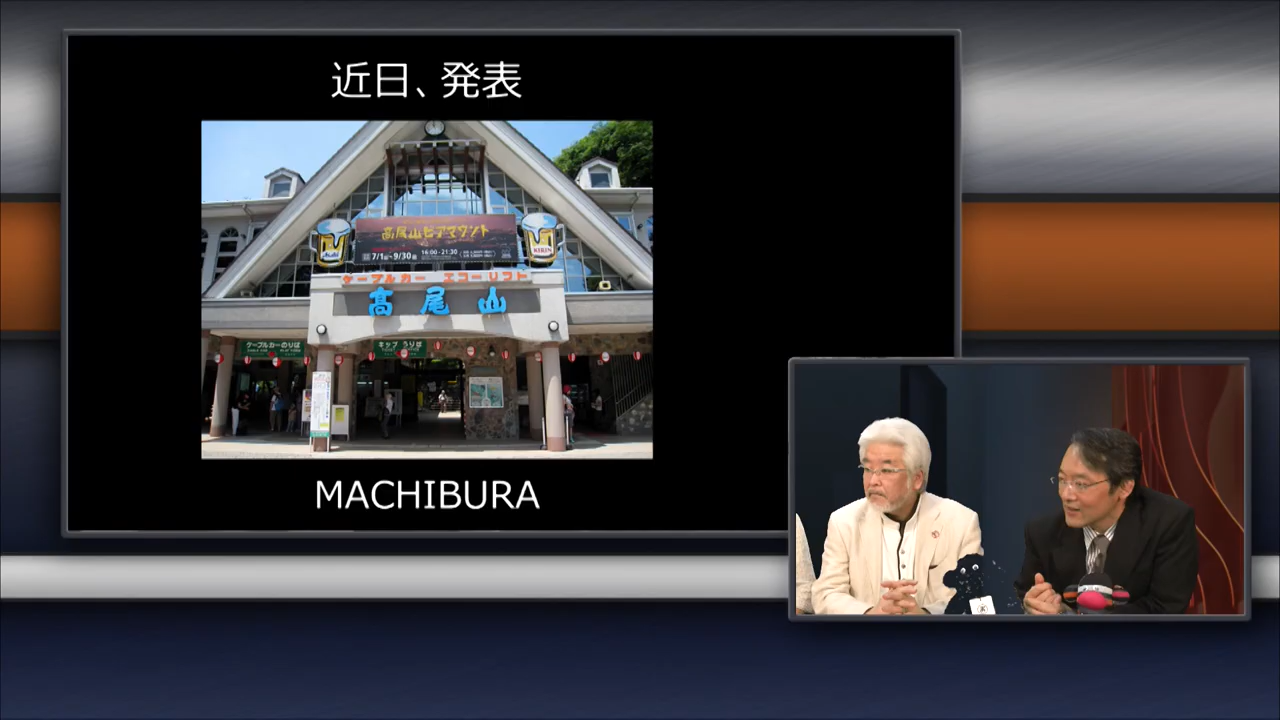 近日、発表
高尾山ビアマウント
7/1 ~ 9/30
16:00 - 21:30
Asahi
KIRIN
ケーブルカー エコーリフト
高尾山
ケーブルカーのりば
キップうりば
MACHIBURA